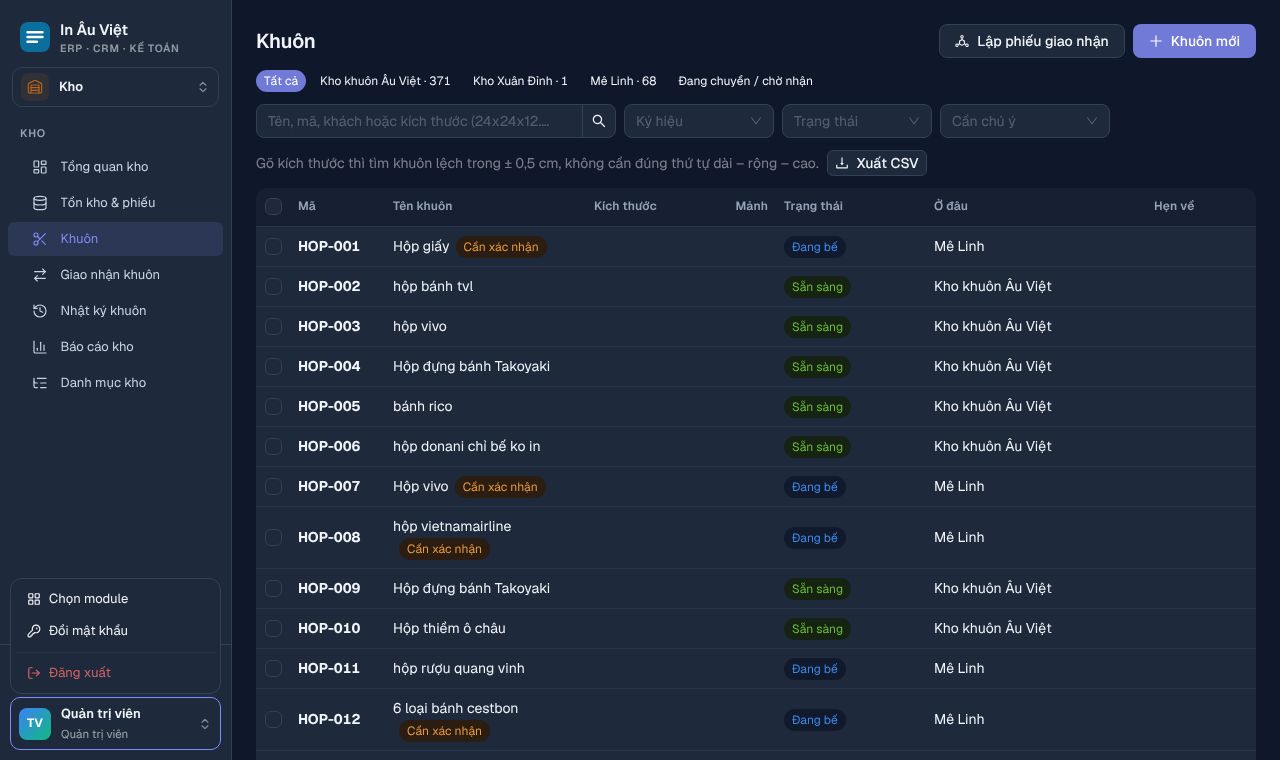 In Âu Việt
ERP · CRM · KẾ TOÁN
Kho
KHO
Tổng quan kho
Tồn kho & phiếu
Khuôn
Giao nhận khuôn
Nhật ký khuôn
Báo cáo kho
Danh mục kho
Chọn module
Đổi mật khẩu
Đăng xuất
TV
Quản trị viên
Quản trị viên
Khuôn
Lập phiếu giao nhận
Khuôn mới
Tất cả Kho khuôn Âu Việt · 371 Kho Xuân Đỉnh · 1 Mê Linh · 68 Đang chuyển / chờ nhận
Tên, mã, khách hoặc kích thước (24x24x12.... Ký hiệu Trạng thái Cần chú ý
Gõ kích thước thì tìm khuôn lệch trong ± 0,5 cm, không cần đúng thứ tự dài – rộng – cao. Xuất CSV
Mã Tên khuôn Kích thước Mảnh Trạng thái Ở đâu Hẹn về
HOP-001 Hộp giấy Cần xác nhận Đang bế Mê Linh
HOP-002 hộp bánh tvl Sẵn sàng Kho khuôn Âu Việt
HOP-003 hộp vivo Sẵn sàng Kho khuôn Âu Việt
HOP-004 Hộp đựng bánh Takoyaki Sẵn sàng Kho khuôn Âu Việt
HOP-005 bánh rico Sẵn sàng Kho khuôn Âu Việt
HOP-006 hộp donani chỉ bế ko in Sẵn sàng Kho khuôn Âu Việt
HOP-007 Hộp vivo Cần xác nhận Đang bế Mê Linh
HOP-008 hộp vietnamairline Cần xác nhận Đang bế Mê Linh
HOP-009 Hộp đựng bánh Takoyaki Sẵn sàng Kho khuôn Âu Việt
HOP-010 Hộp thiềm ô châu Sẵn sàng Kho khuôn Âu Việt
HOP-011 hộp rượu quang vinh Đang bế Mê Linh
HOP-012 6 loại bánh cestbon Cần xác nhận Đang bế Mê Linh